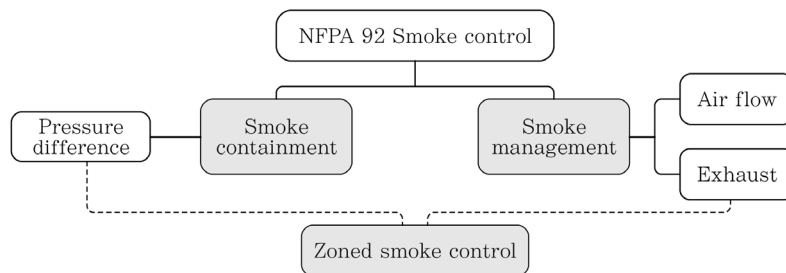 NFPA 92 Smoke control
Pressure
difference
Smoke
containment
Smoke
management
Air flow
Exhaust
Zoned smoke control